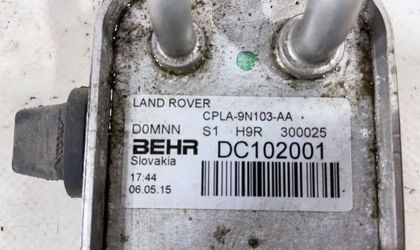 LAND ROVER
CPLA-9N103-AA
D0MNN S1 H9R 300025
BEHR DC102001
Slovakia
17:44
06.05.15